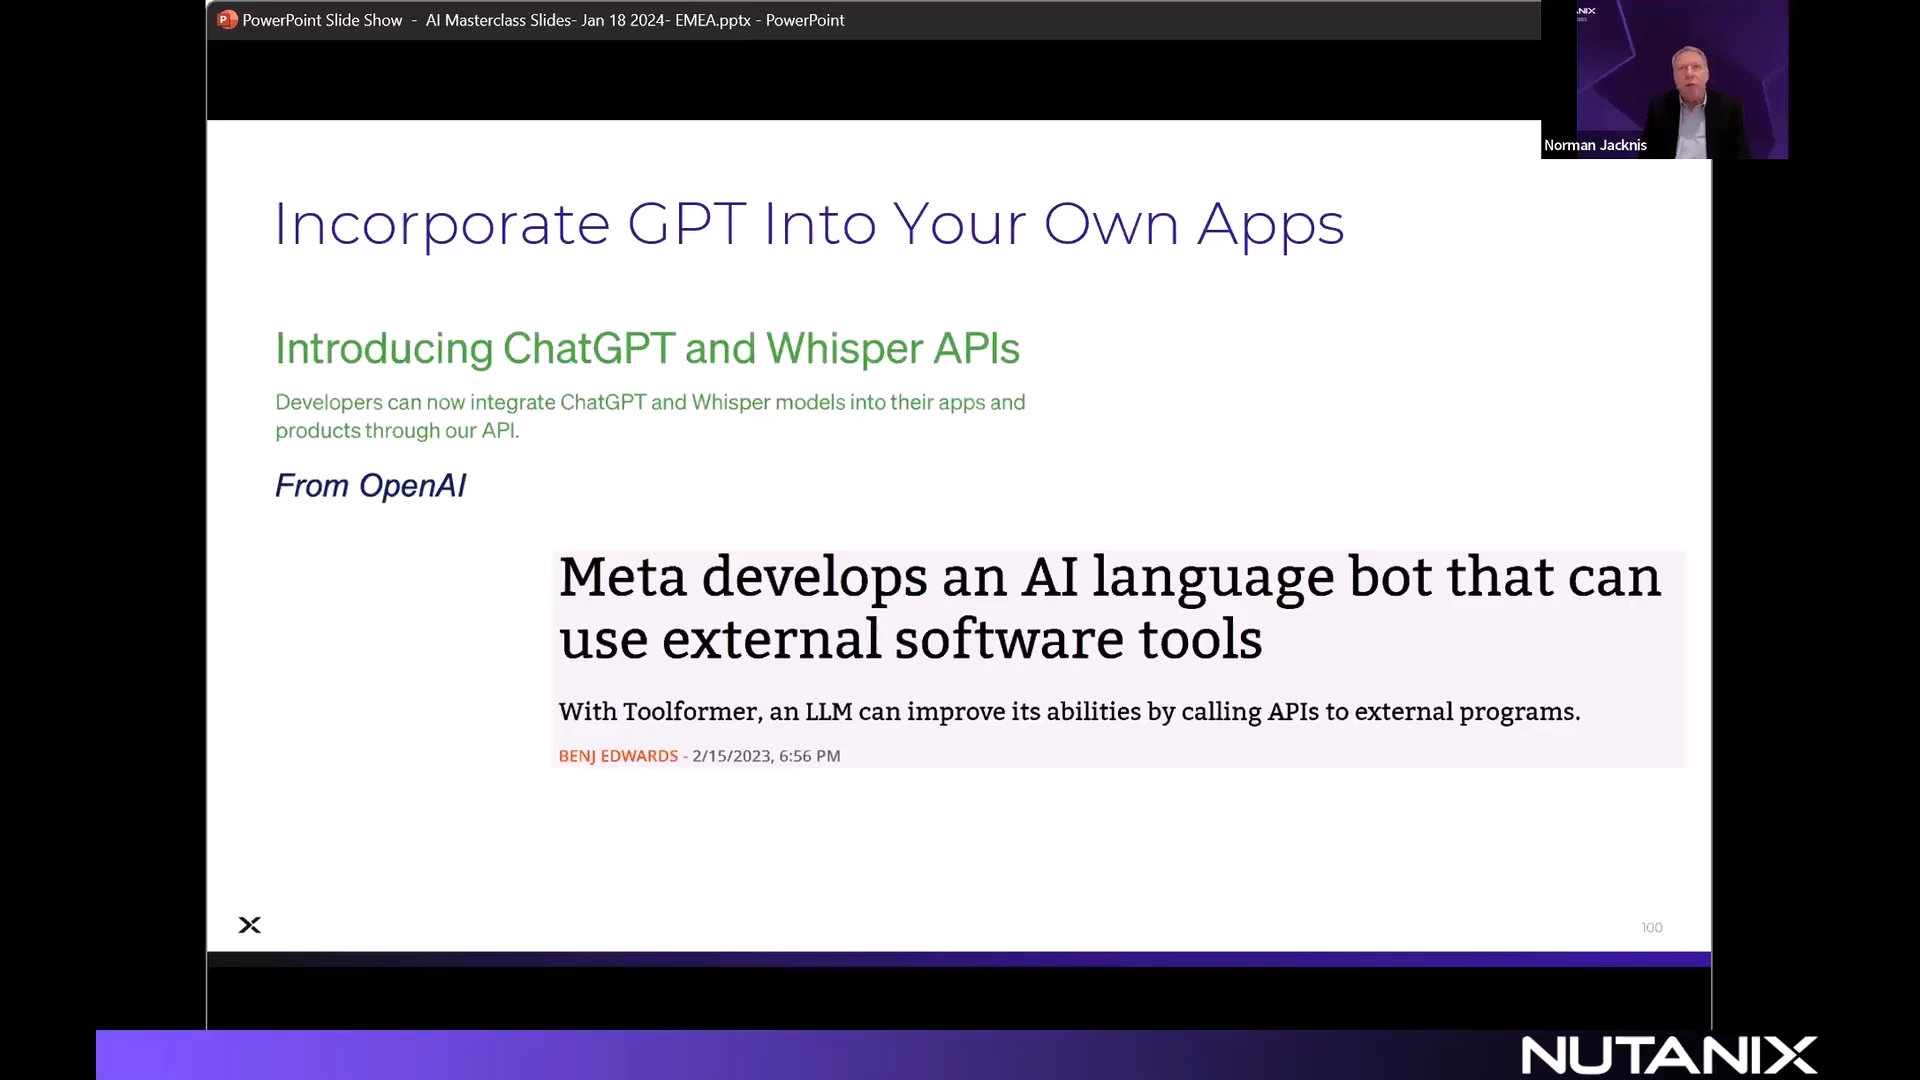 PowerPoint Slide Show - AI Masterclass Slides- Jan 18 2024- EMEA.pptx - PowerPoint
Norman Jacknis
Incorporate GPT Into Your Own Apps
Introducing ChatGPT and Whisper APIs
Developers can now integrate ChatGPT and Whisper models into their apps and
products through our API.
From OpenAI
Meta develops an AI language bot that can
use external software tools
With Toolformer, an LLM can improve its abilities by calling APIs to external programs.
BENJ EDWARDS - 2/15/2023, 6:56 PM
100
NUTANIX